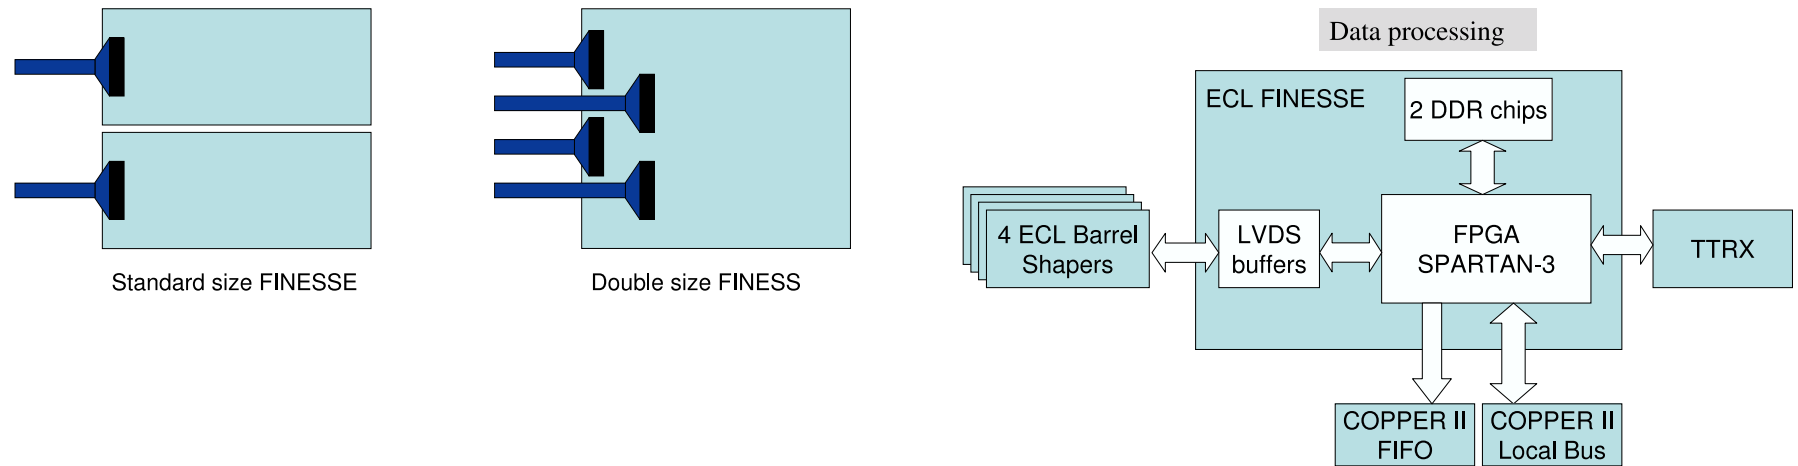 Standard size FINESSE
Double size FINESS
Data processing
ECL FINESSE
2 DDR chips
4 ECL Barrel
Shapers
LVDS
buffers
FPGA
SPARTAN-3
TTRX
COPPER II
FIFO
COPPER II
Local Bus